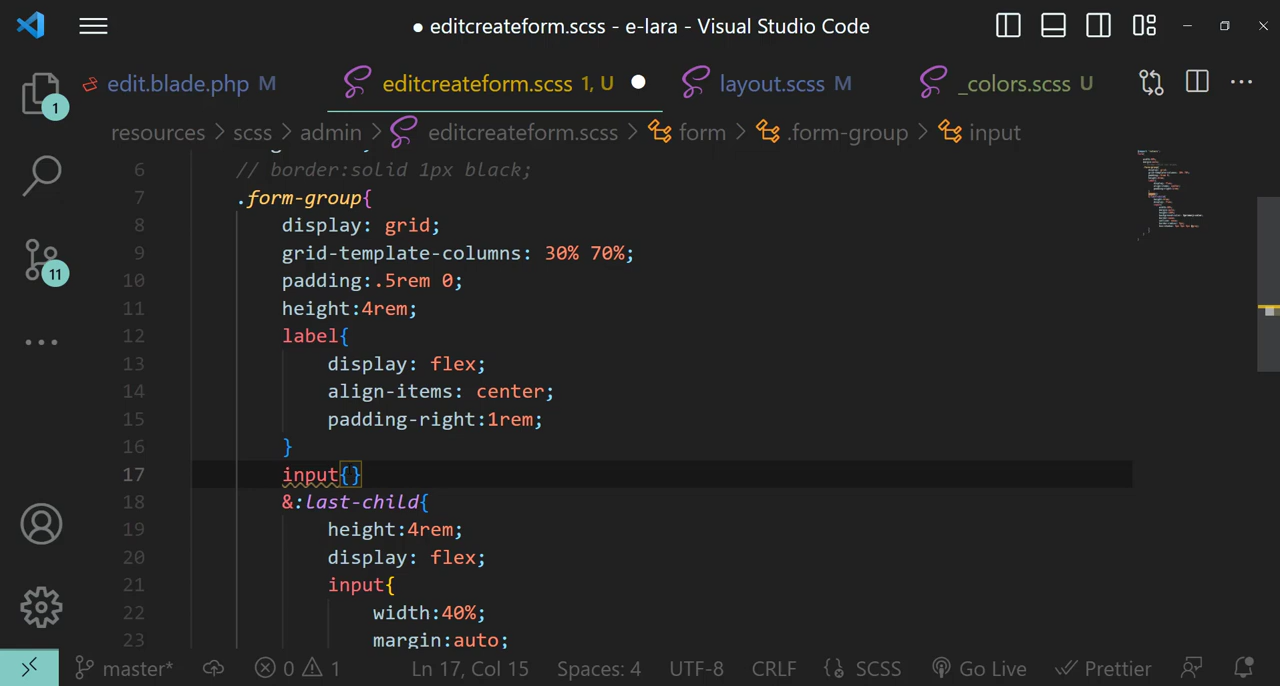 ● editcreateform.scss - e-lara - Visual Studio Code
edit.blade.php M
editcreateform.scss 1, U ●
layout.scss M
_colors.scss U
resources > scss > admin > editcreateform.scss > form > .form-group > input
1
11
6 // border:solid 1px black;
7 .form-group{
8 display: grid;
9 grid-template-columns: 30% 70%;
10 padding:.5rem 0;
11 height:4rem;
12 label{
13 display: flex;
14 align-items: center;
15 padding-right:1rem;
16 }
17 input{}
18 &:last-child{
19 height:4rem;
20 display: flex;
21 input{
22 width:40%;
23 margin:auto;
master* 0 1 Ln 17, Col 15 Spaces: 4 UTF-8 CRLF SCSS Go Live Prettier